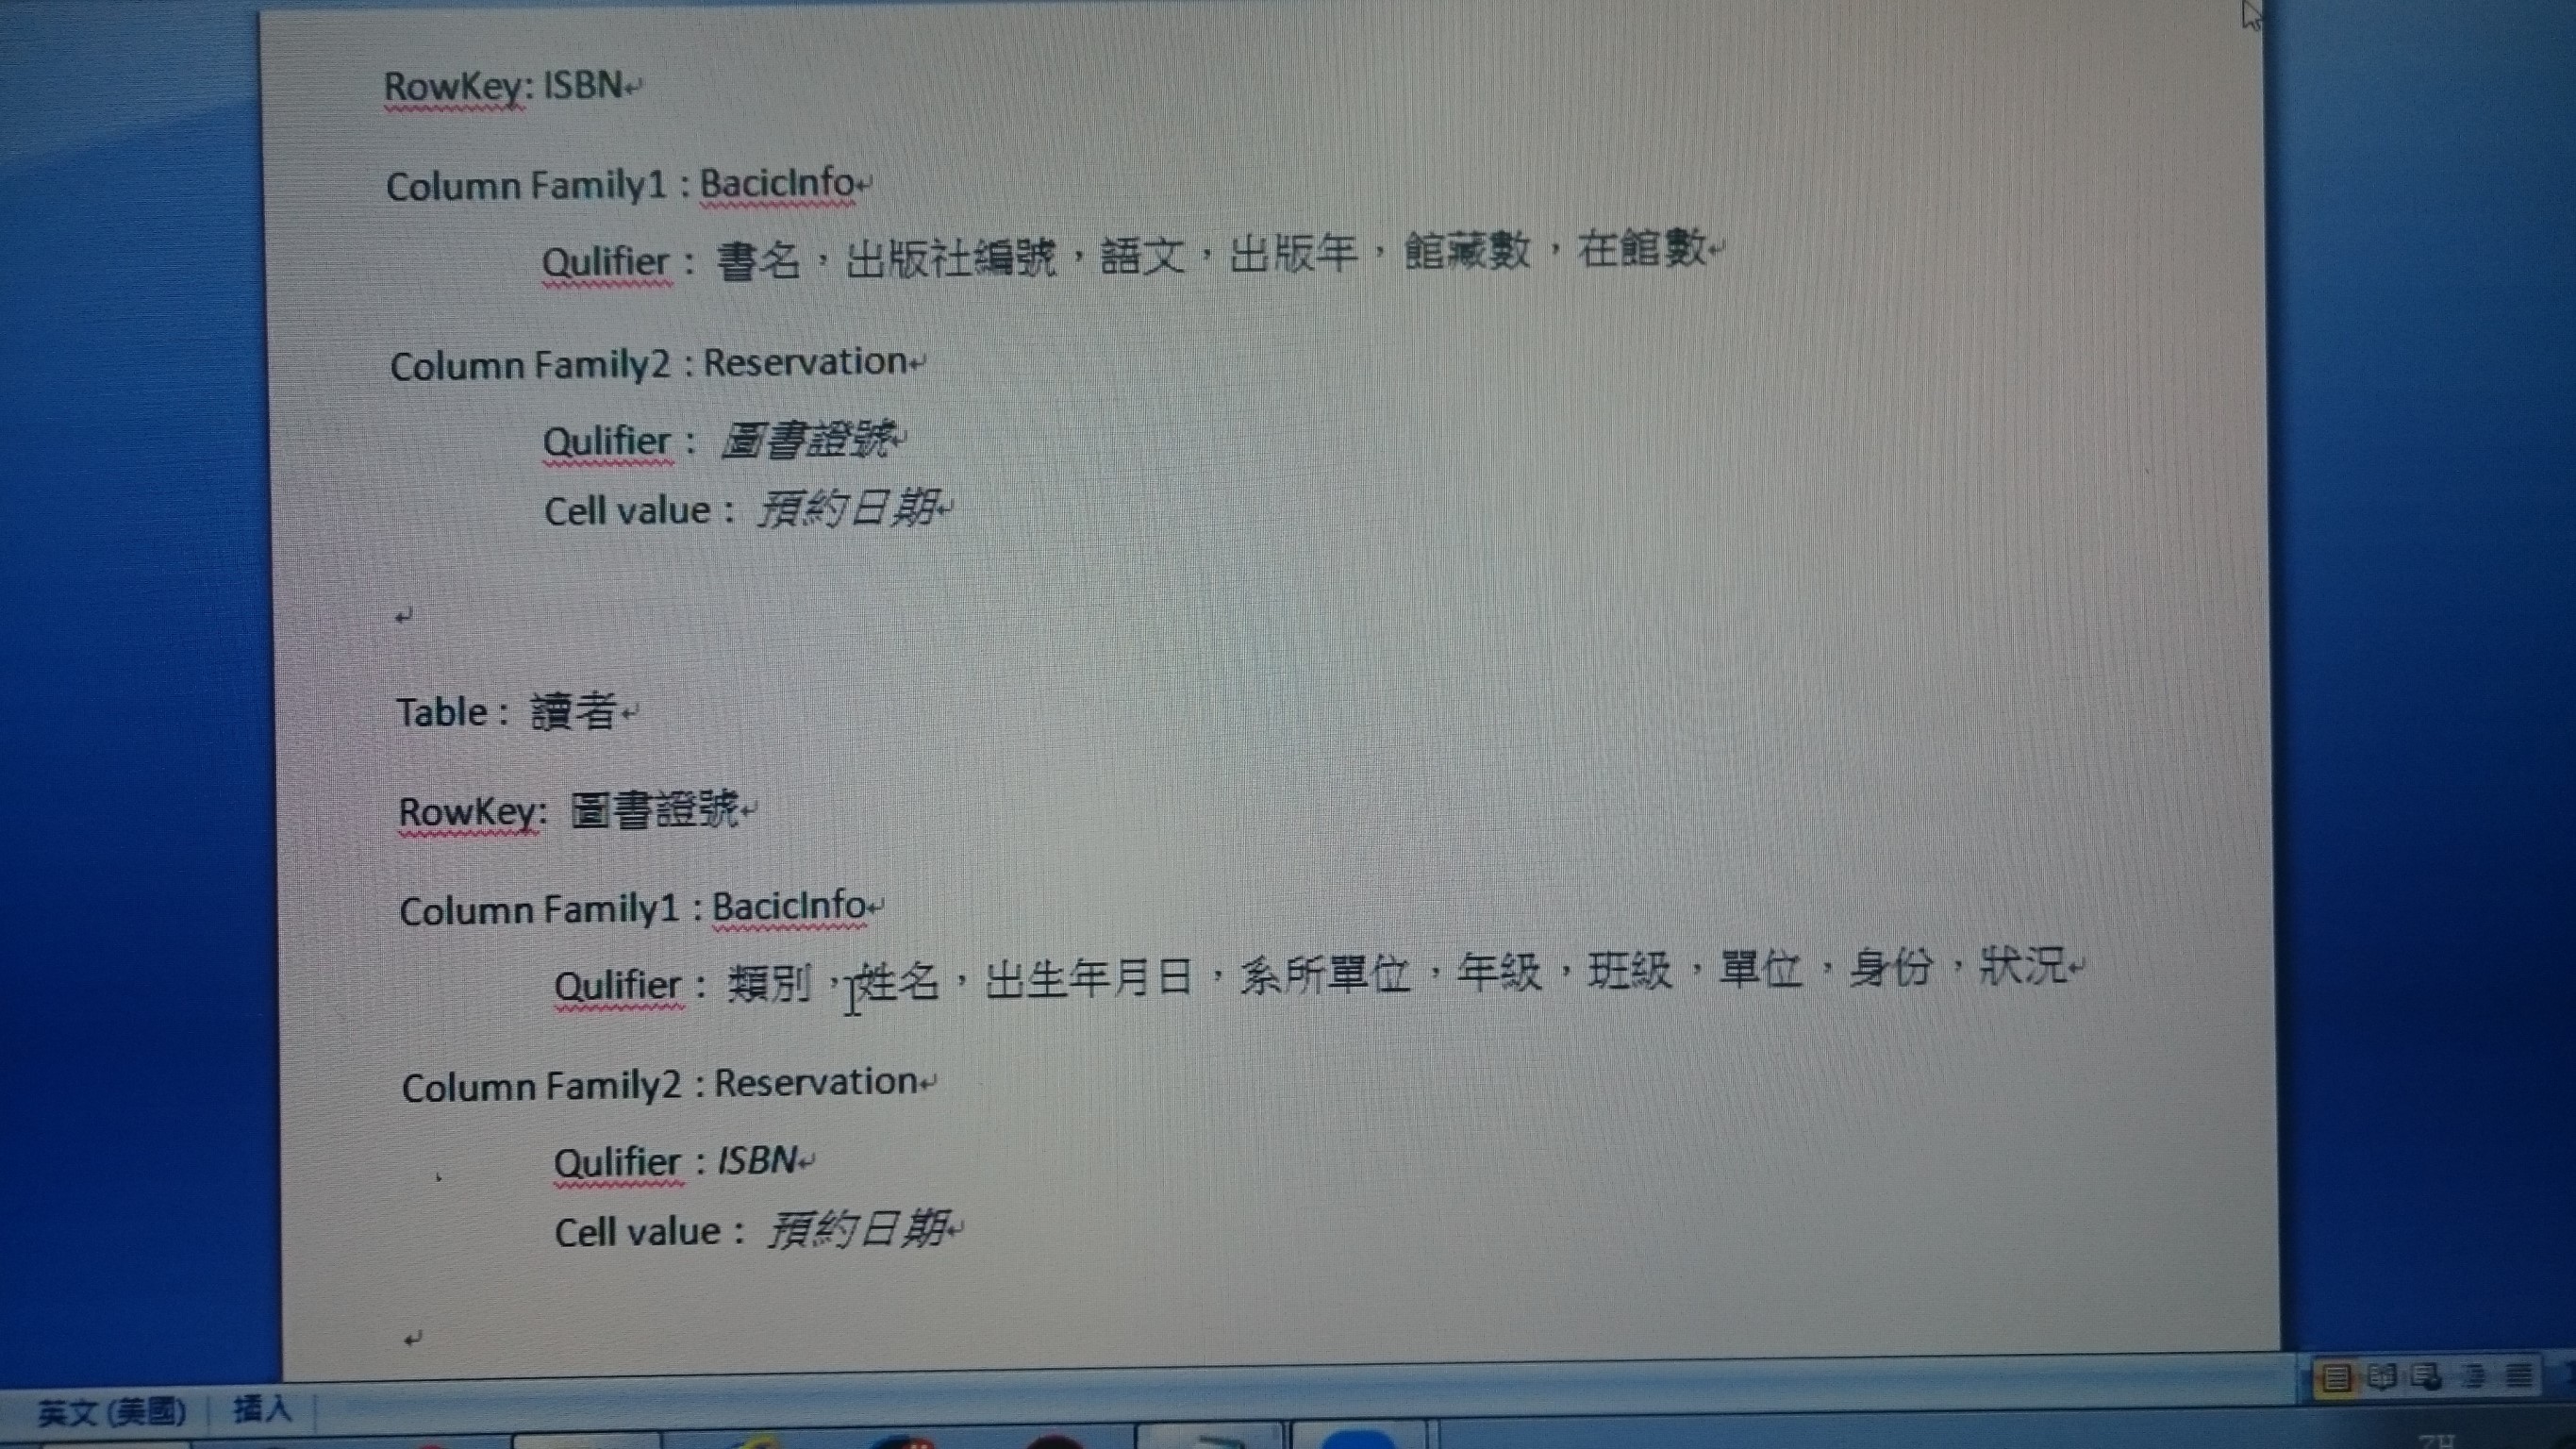 RowKey: ISBN
Column Family1 : BacicInfo
Qulifier : 書名，出版社編號，語文，出版年，館藏數，在館數
Column Family2 : Reservation
Qulifier : 圖書證號
Cell value : 預約日期
Table : 讀者
RowKey: 圖書證號
Column Family1 : BacicInfo
Qulifier : 類別，姓名，出生年月日，系所單位，年級，班級，單位，身份，狀況
Column Family2 : Reservation
Qulifier : ISBN
Cell value : 預約日期
英文 (美國) 插入